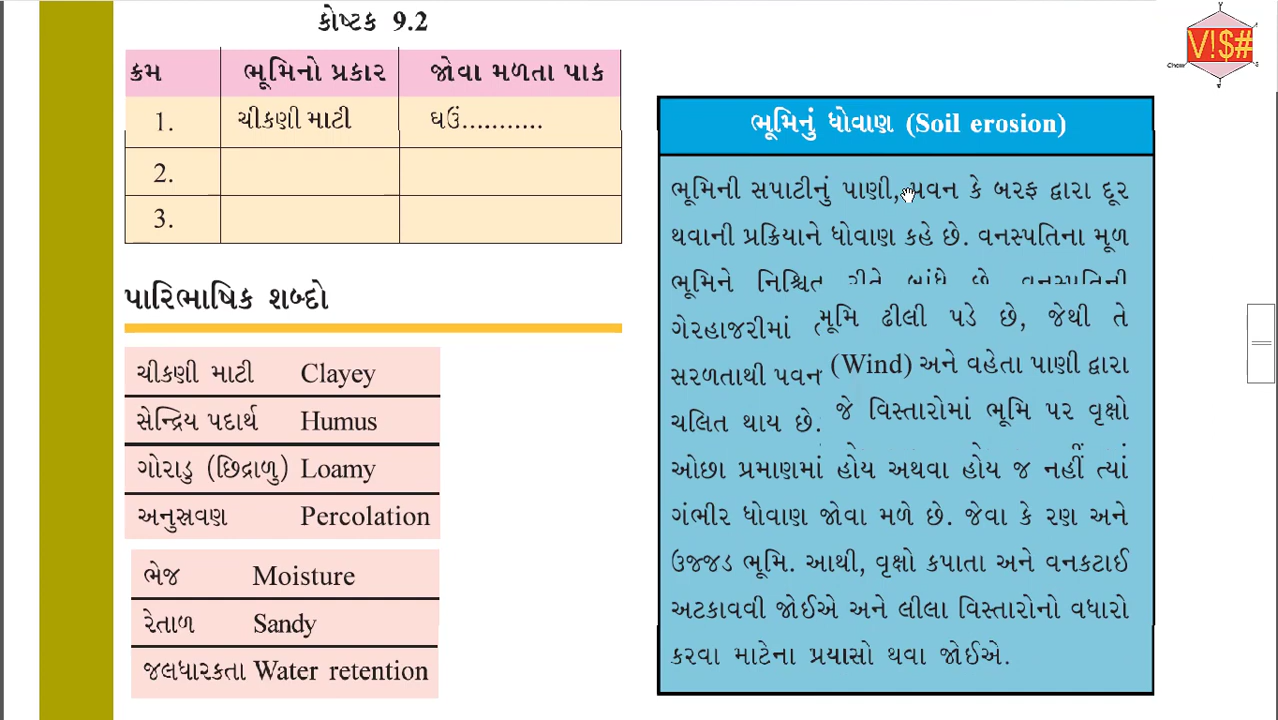 કોષ્ટક 9.2
ક્રમ ભૂમિનો પ્રકાર જોવા મળતા પાક
1. ચીકણી માટી ઘઉં...........
2.
3.
પારિભાષિક શબ્દો
ચીકણી માટી Clayey
સેન્દ્રિય પદાર્થ Humus
ગોરાડુ (છિદ્રાળુ) Loamy
અનુસ્રવણ Percolation
ભેજ Moisture
રેતાળ Sandy
જલધારકતા Water retention
V!$#
ભૂમિનું ધોવાણ (Soil erosion)
ભૂમિની સપાટીનું પાણી, પવન કે બરફ દ્વારા દૂર
થવાની પ્રક્રિયાને ધોવાણ કહે છે. વનસ્પતિના મૂળ
ભૂમિને નિશ્ચિત રીતે બાંધે છે. વનસ્પતિની
ગેરહાજરીમાં ભૂમિ ઢીલી પડે છે, જેથી તે
સરળતાથી પવન (Wind) અને વહેતા પાણી દ્વારા
ચલિત થાય છે. જે વિસ્તારોમાં ભૂમિ પર વૃક્ષો
ઓછા પ્રમાણમાં હોય અથવા હોય જ નહીં ત્યાં
ગંભીર ધોવાણ જોવા મળે છે. જેવા કે રણ અને
ઉજ્જડ ભૂમિ. આથી, વૃક્ષો કપાતા અને વનકટાઈ
અટકાવવી જોઈએ અને લીલા વિસ્તારોનો વધારો
કરવા માટેના પ્રયાસો થવા જોઈએ.